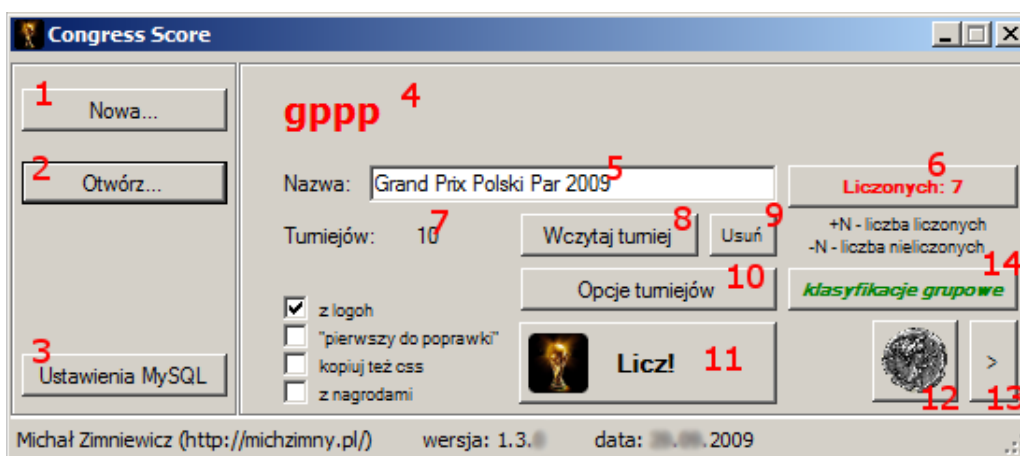 Congress Score
1
Nowa...
2
Otwórz...
3
Ustawienia MySQL
gppp 4
Nazwa: Grand Prix Polski Par 2009 5
6
Liczonych: 7
Turniejów: 10 7
Wczytaj turniej 8
Usuń 9
+N - liczba liczonych
-N - liczba nieliczonych
Opcje turniejów 10
klasyfikacje grupowe 14
z logoh
"pierwszy do poprawki"
kopiuj też css
z nagrodami
Licz! 11
12
> 13
Michał Zimniewicz (http://michzimny.pl/) wersja: 1.3. data: .2009